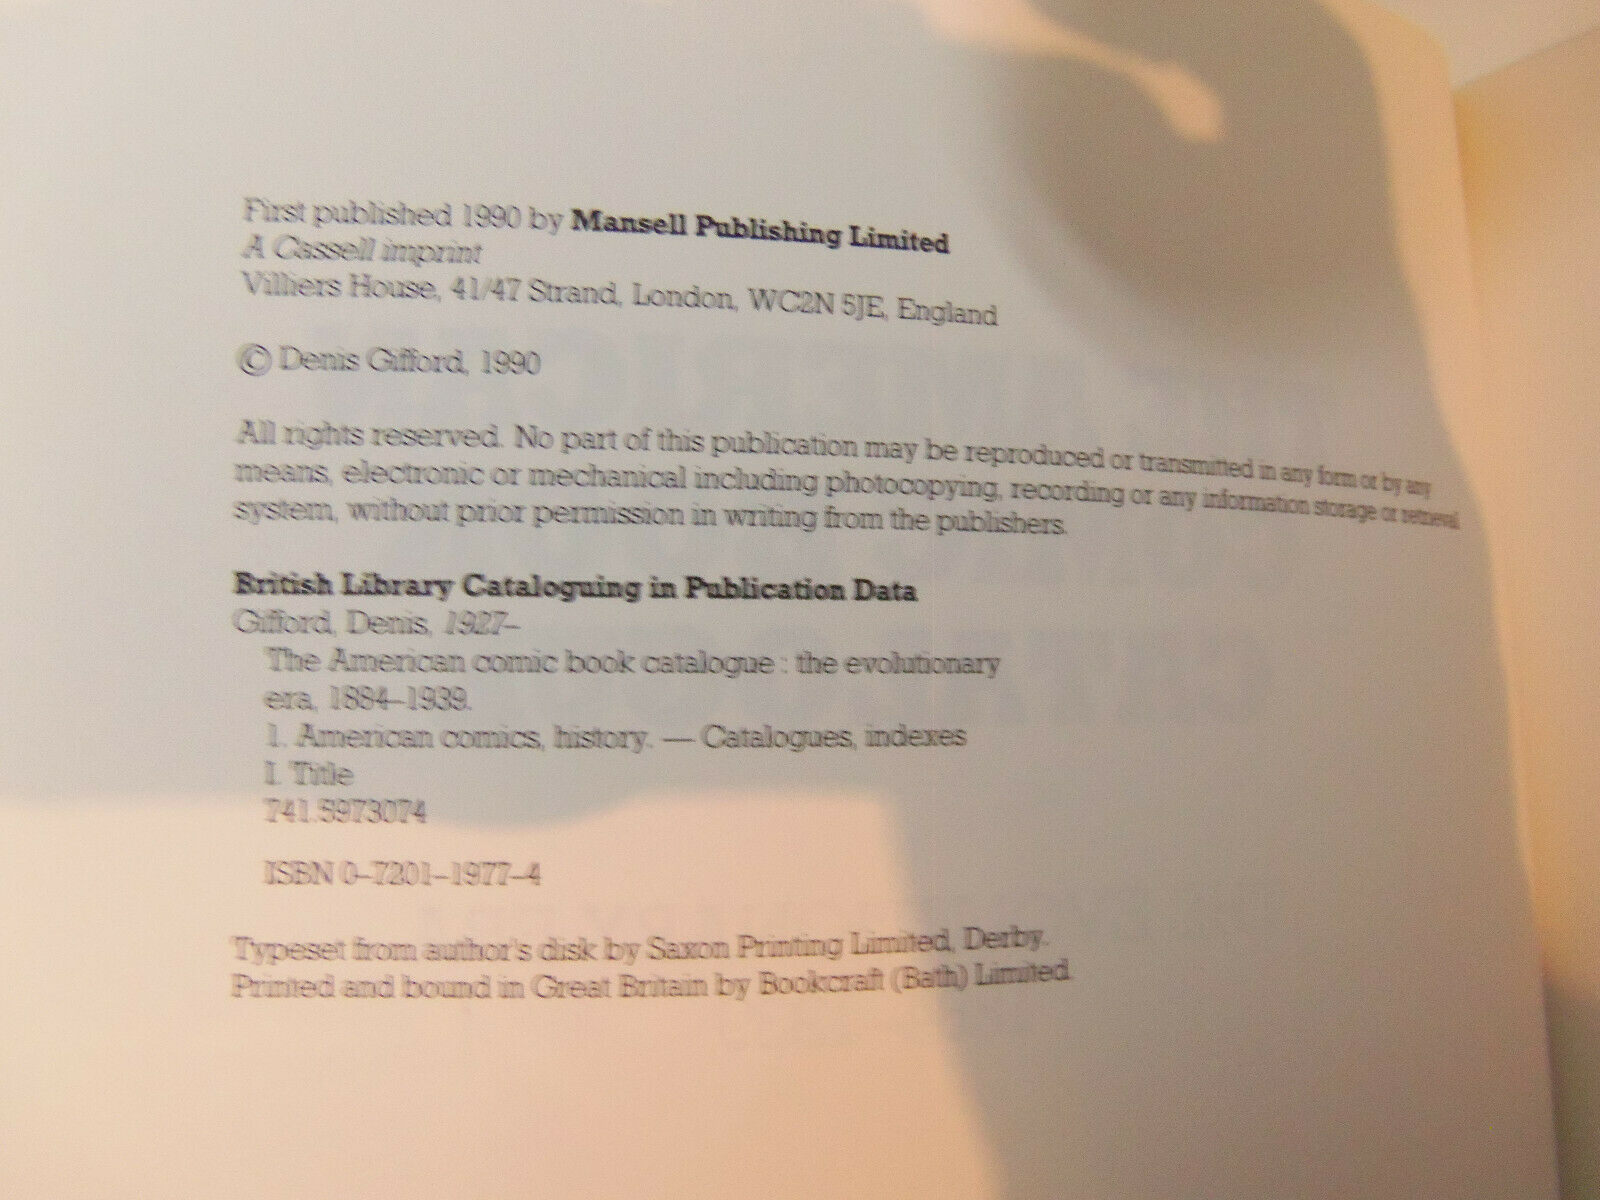 First published 1990 by Mansell Publishing Limited
A Cassell imprint
Villiers House, 41/47 Strand, London, WC2N 5JE, England
© Denis Gifford, 1990
All rights reserved. No part of this publication may be reproduced or transmitted in any form or by any
means, electronic or mechanical including photocopying, recording or any information storage or retrieval
system, without prior permission in writing from the publishers.
British Library Cataloguing in Publication Data
Gifford, Denis, 1927–
The American comic book catalogue : the evolutionary
era, 1884–1939.
1. American comics, history. — Catalogues, indexes
I. Title
741.5973074
ISBN 0–7201–1977–4
Typeset from author's disk by Saxon Printing Limited, Derby.
Printed and bound in Great Britain by Bookcraft (Bath) Limited